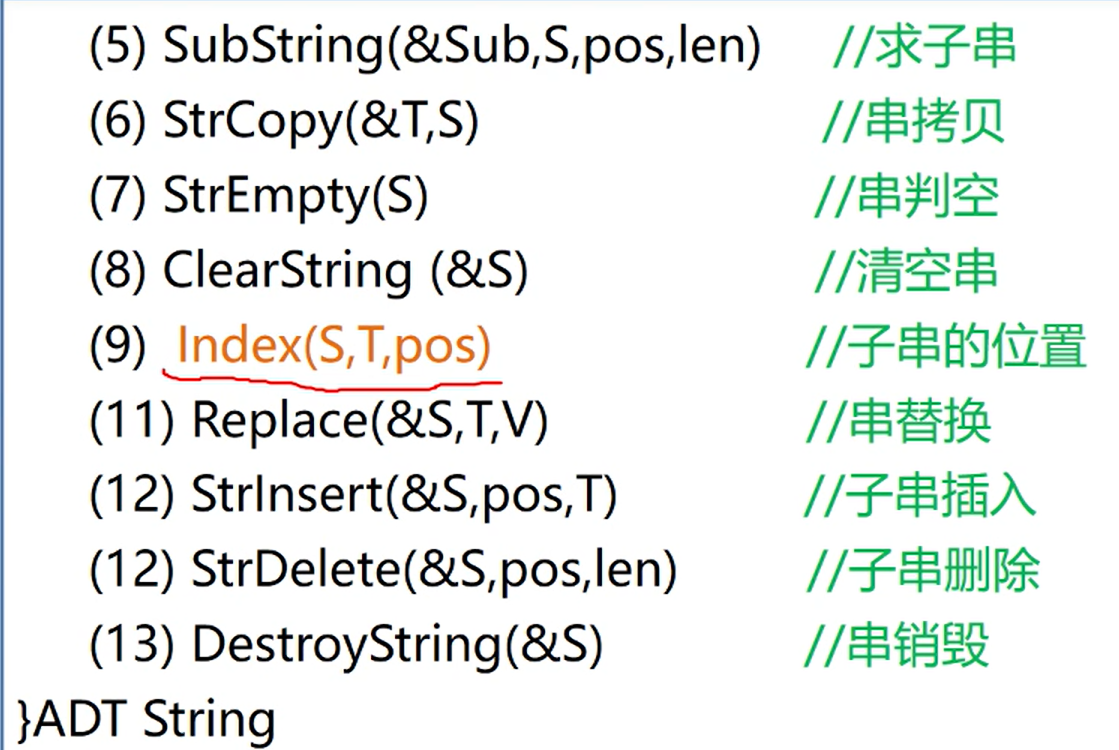 (5) SubString(&Sub,S,pos,len) //求子串
(6) StrCopy(&T,S) //串拷贝
(7) StrEmpty(S) //串判空
(8) ClearString (&S) //清空串
(9) Index(S,T,pos) //子串的位置
(11) Replace(&S,T,V) //串替换
(12) StrInsert(&S,pos,T) //子串插入
(12) StrDelete(&S,pos,len) //子串删除
(13) DestroyString(&S) //串销毁
}ADT String